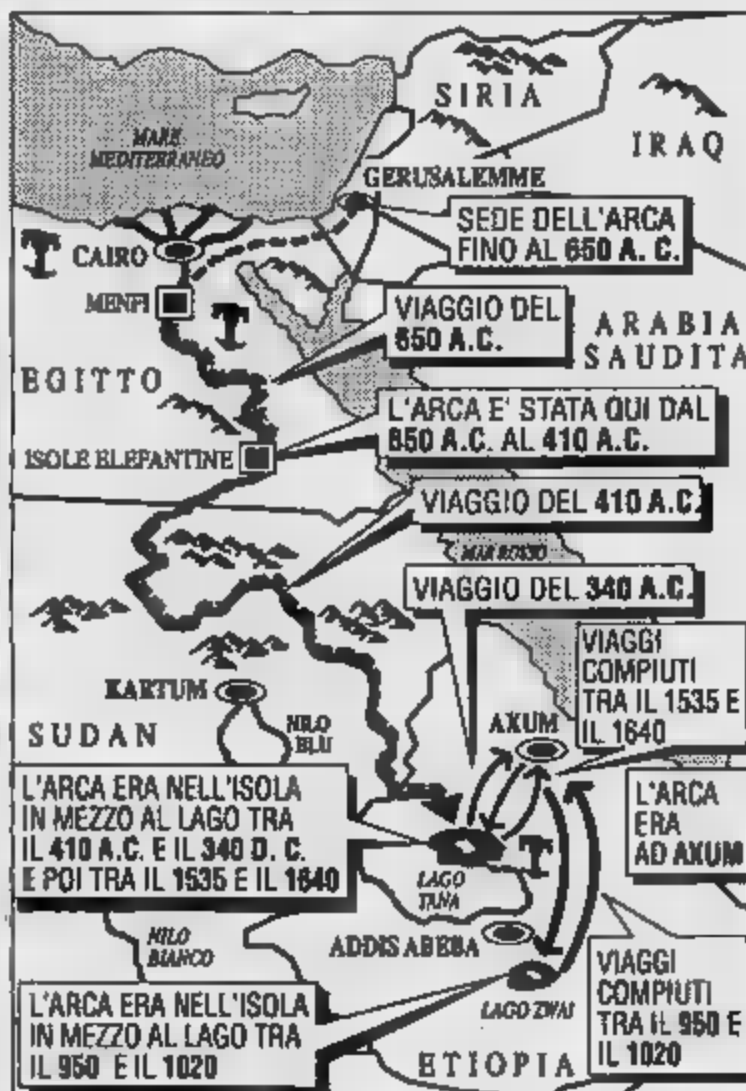 SIRIA
MARE
MEDITERRANEO
IRAQ
GERUSALEMME
SEDE DELL'ARCA
FINO AL 650 A. C.
CAIRO
MENFI
VIAGGIO DEL
650 A.C.
ARABIA
SAUDITA
EGITTO
L'ARCA E' STATA QUI DAL
650 A.C. AL 410 A.C.
ISOLE ELEPANTINE
VIAGGIO DEL 410 A.C.
MAR ROSSO
VIAGGIO DEL 340 A.C.
VIAGGI
COMPIUTI
TRA IL 1535 E
IL 1640
KARTUM
NILO
BLU
AXUM
SUDAN
L'ARCA ERA NELL'ISOLA
IN MEZZO AL LAGO TRA
IL 410 A.C. E IL 340 D. C.
E POI TRA IL 1535 E IL 1640
L'ARCA
ERA
AD AXUM
LAGO
TANA
NILO
BIANCO
ADDIS ABEBA
VIAGGI
COMPIUTI
TRA IL 950 E
IL 1020
L'ARCA ERA NELL'ISOLA
IN MEZZO AL LAGO TRA
IL 950 E IL 1020
LAGO ZWAI
ETIOPIA